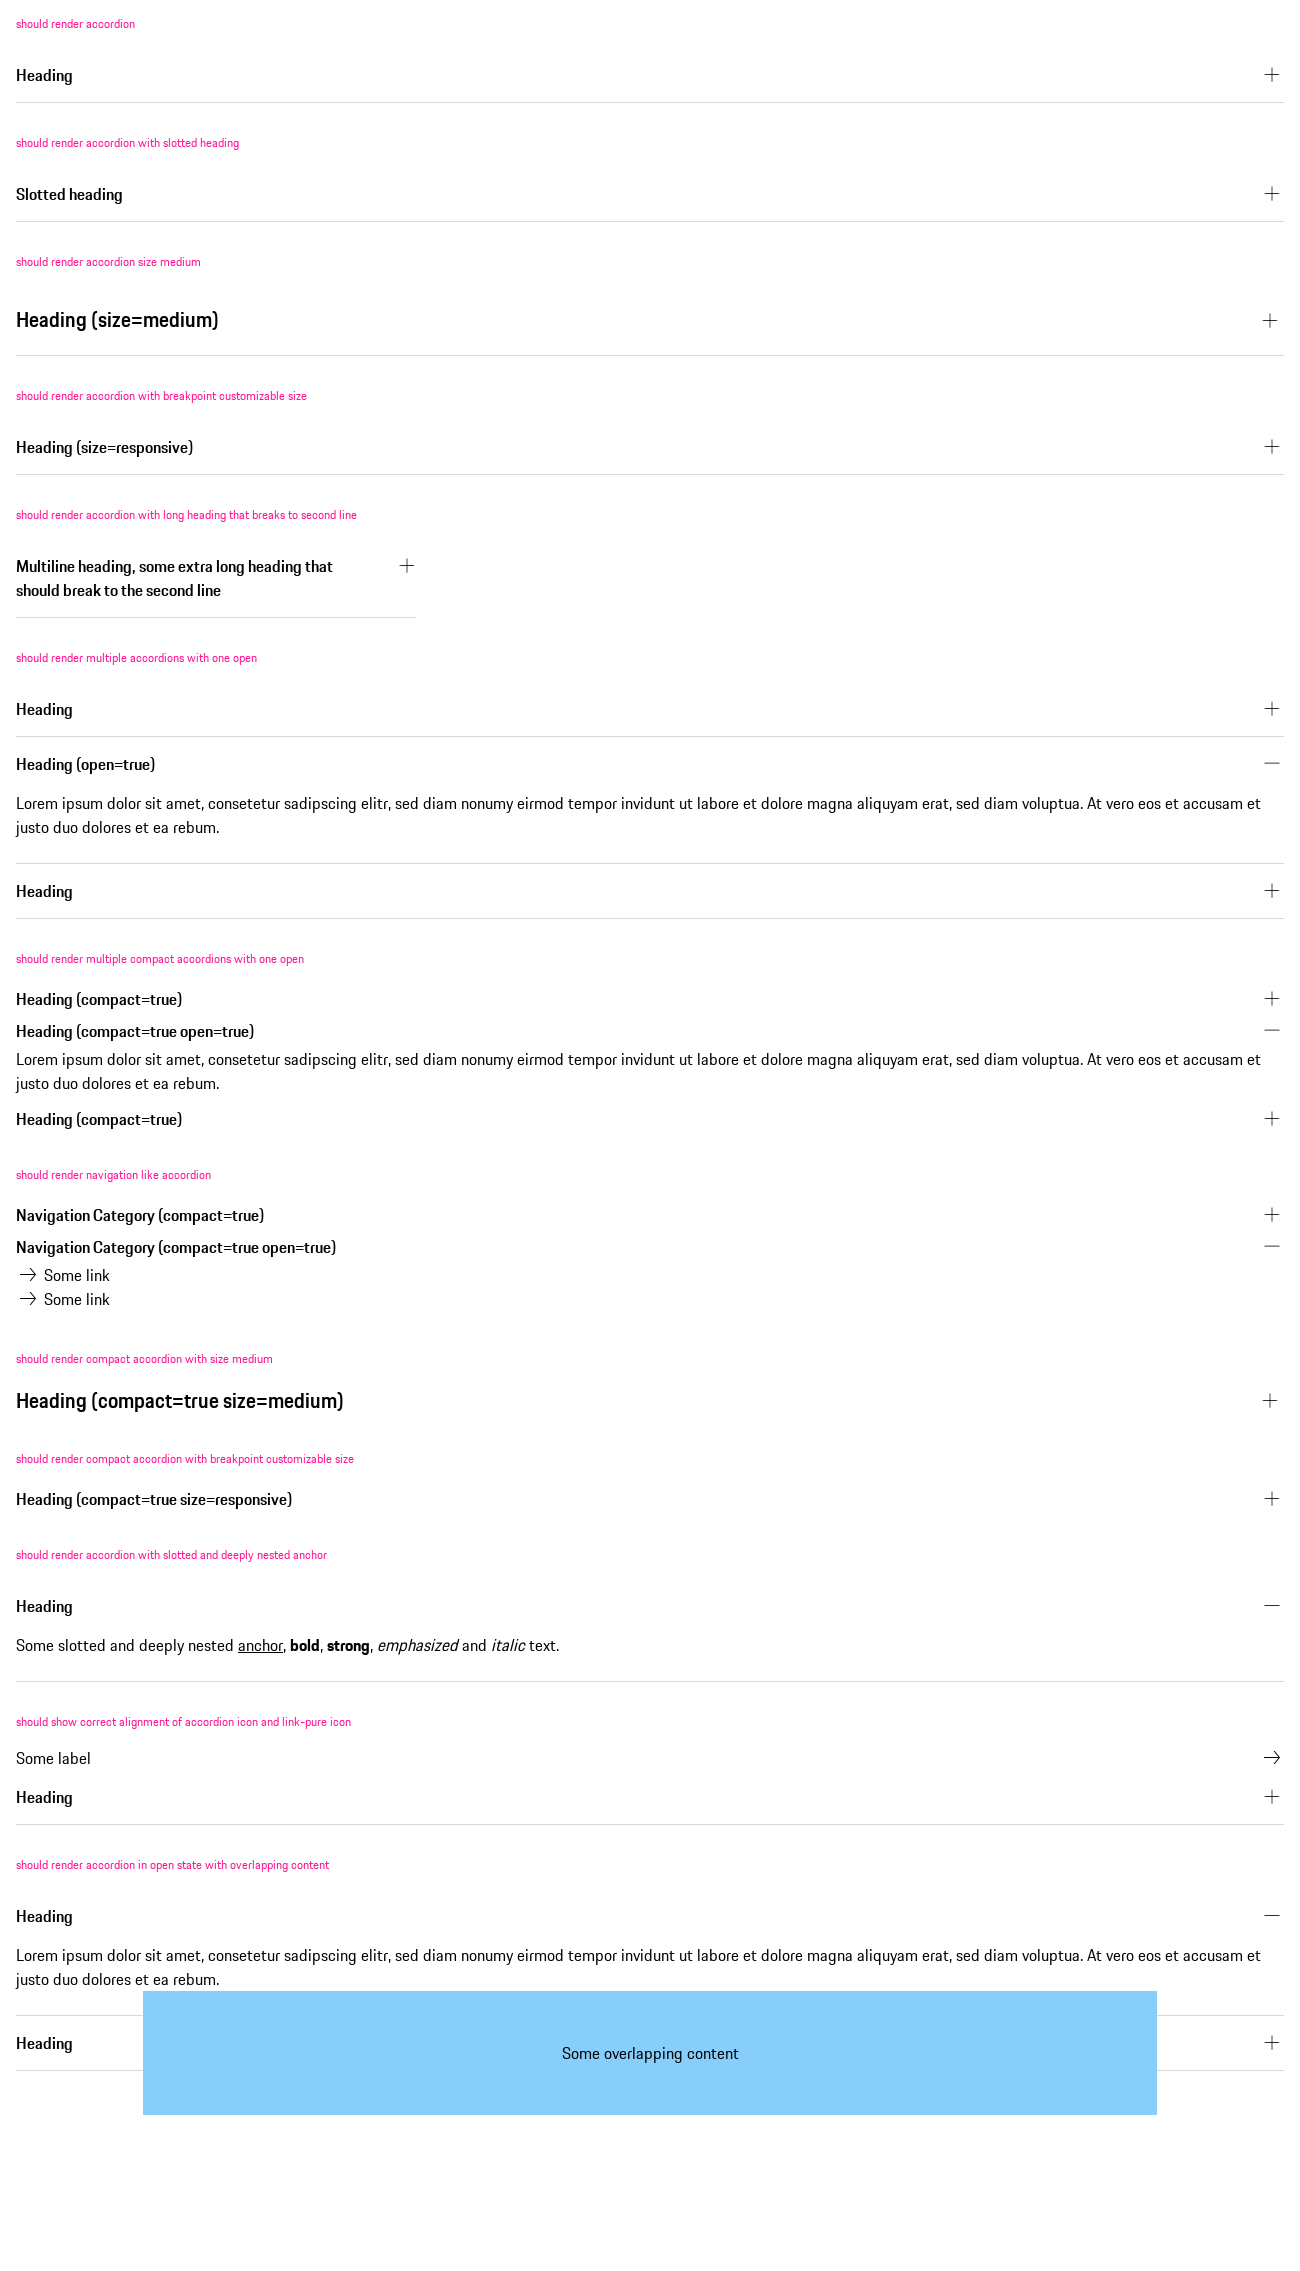 should render accordion
Heading
should render accordion with slotted heading
Slotted heading
should render accordion size medium
Heading (size=medium)
should render accordion with breakpoint customizable size
Heading (size=responsive)
should render accordion with long heading that breaks to second line
Multiline heading, some extra long heading that
should break to the second line
should render multiple accordions with one open
Heading
Heading (open=true)
Lorem ipsum dolor sit amet, consetetur sadipscing elitr, sed diam nonumy eirmod tempor invidunt ut labore et dolore magna aliquyam erat, sed diam voluptua. At vero eos et accusam et
justo duo dolores et ea rebum.
Heading
should render multiple compact accordions with one open
Heading (compact=true)
Heading (compact=true open=true)
Lorem ipsum dolor sit amet, consetetur sadipscing elitr, sed diam nonumy eirmod tempor invidunt ut labore et dolore magna aliquyam erat, sed diam voluptua. At vero eos et accusam et
justo duo dolores et ea rebum.
Heading (compact=true)
should render navigation like accordion
Navigation Category (compact=true)
Navigation Category (compact=true open=true)
Some link
Some link
should render compact accordion with size medium
Heading (compact=true size=medium)
should render compact accordion with breakpoint customizable size
Heading (compact=true size=responsive)
should render accordion with slotted and deeply nested anchor
Heading
Some slotted and deeply nested anchor, bold, strong, emphasized and italic text.
should show correct alignment of accordion icon and link-pure icon
Some label
Heading
should render accordion in open state with overlapping content
Heading
Lorem ipsum dolor sit amet, consetetur sadipscing elitr, sed diam nonumy eirmod tempor invidunt ut labore et dolore magna aliquyam erat, sed diam voluptua. At vero eos et accusam et
justo duo dolores et ea rebum.
Heading
Some overlapping content